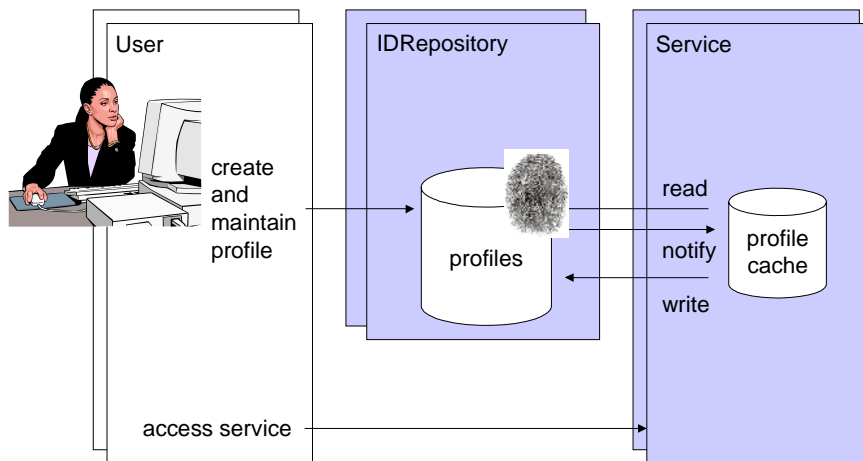 User
IDRepository
Service
create
and
maintain
profile
profiles
read
notify
write
profile
cache
access service